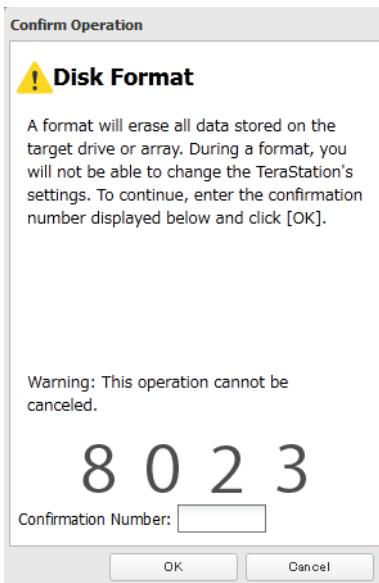 Confirm Operation
Disk Format
A format will erase all data stored on the
target drive or array. During a format, you
will not be able to change the TeraStation's
settings. To continue, enter the confirmation
number displayed below and click [OK].
Warning: This operation cannot be
canceled.
8 0 2 3
Confirmation Number:
OK Cancel